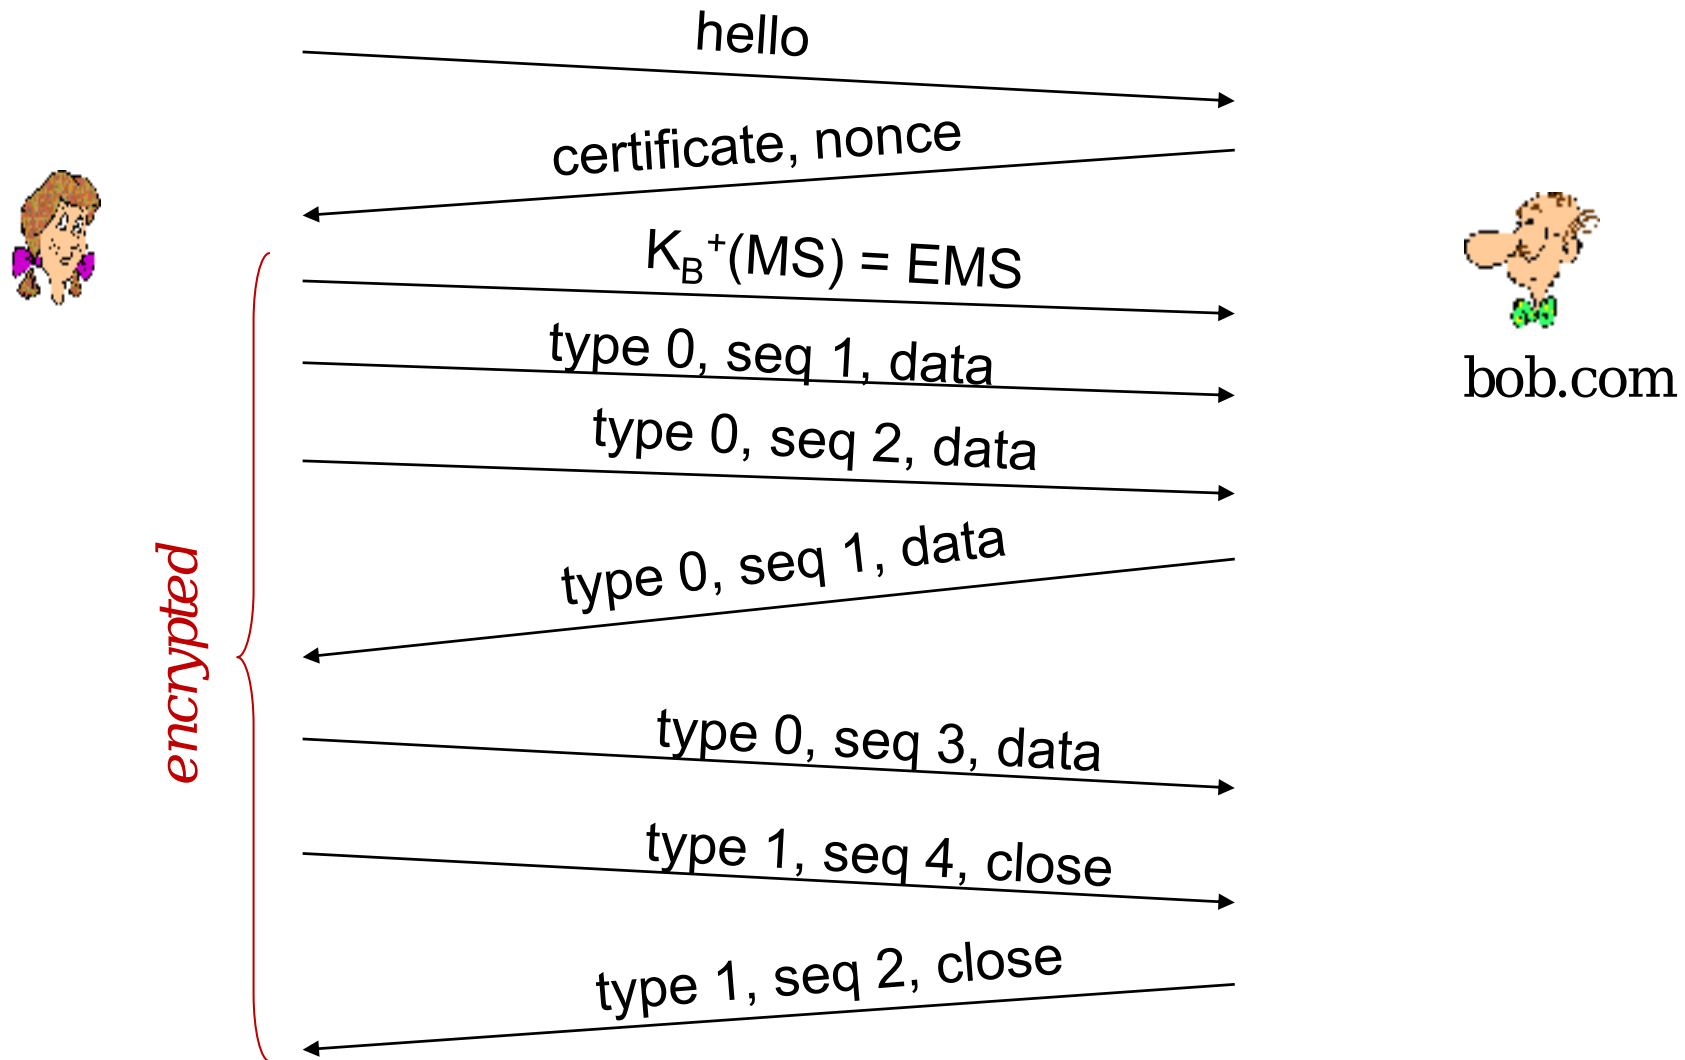 hello
certificate, nonce
K_B⁺(MS) = EMS
type 0, seq 1, data
bob.com
type 0, seq 2, data
type 0, seq 1, data
encrypted
type 0, seq 3, data
type 1, seq 4, close
type 1, seq 2, close